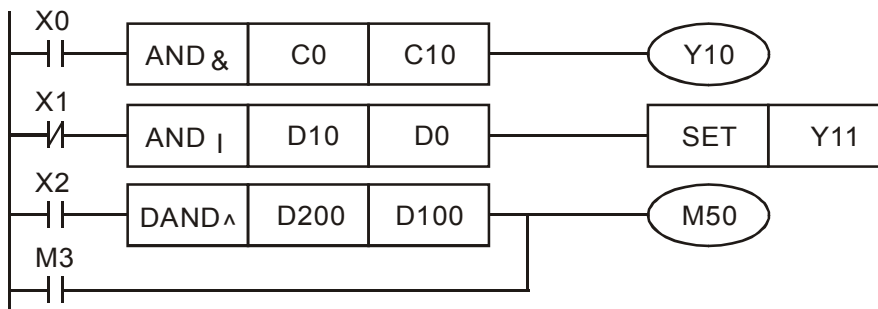 X0
AND & C0 C10 Y10
X1
AND | D10 D0 SET Y11
X2
DAND ^ D200 D100 M50
M3